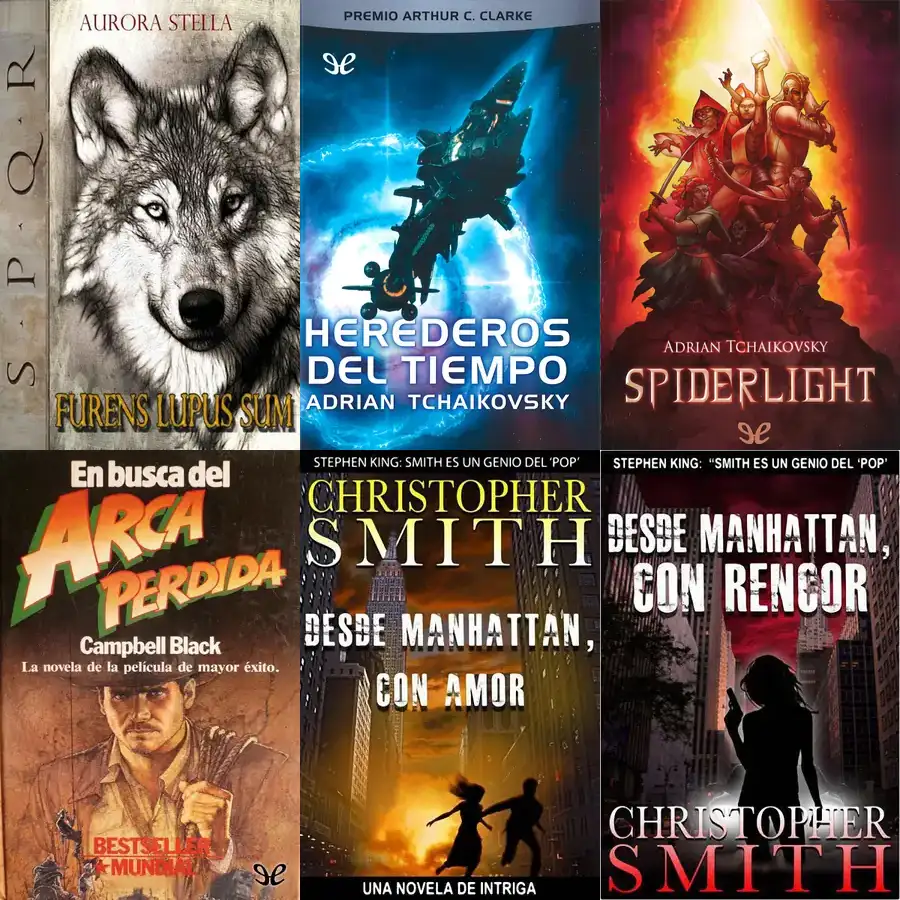 S·P·Q·R
AURORA STELLA
FURENS LUPUS SUM
PREMIO ARTHUR C. CLARKE
HEREDEROS
DEL TIEMPO
ADRIAN TCHAIKOVSKY
ADRIAN TCHAIKOVSKY
SPIDERLIGHT
En busca del
ARCA
PERDIDA
Campbell Black
La novela de la película de mayor éxito.
BESTSELLER
MUNDIAL
STEPHEN KING: SMITH ES UN GENIO DEL 'POP'
CHRISTOPHER
SMITH
DESDE MANHATTAN,
CON AMOR
UNA NOVELA DE INTRIGA
STEPHEN KING: "SMITH ES UN GENIO DEL 'POP'
DESDE MANHATTAN,
CON RENCOR
CHRISTOPHER
SMITH